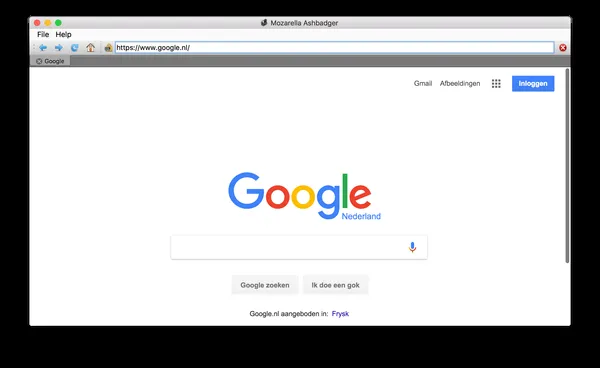 Mozarella Ashbadger
File Help
https://www.google.nl/
Google
Gmail Afbeeldingen Inloggen
Google
Nederland
Google zoeken Ik doe een gok
Google.nl aangeboden in: Frysk